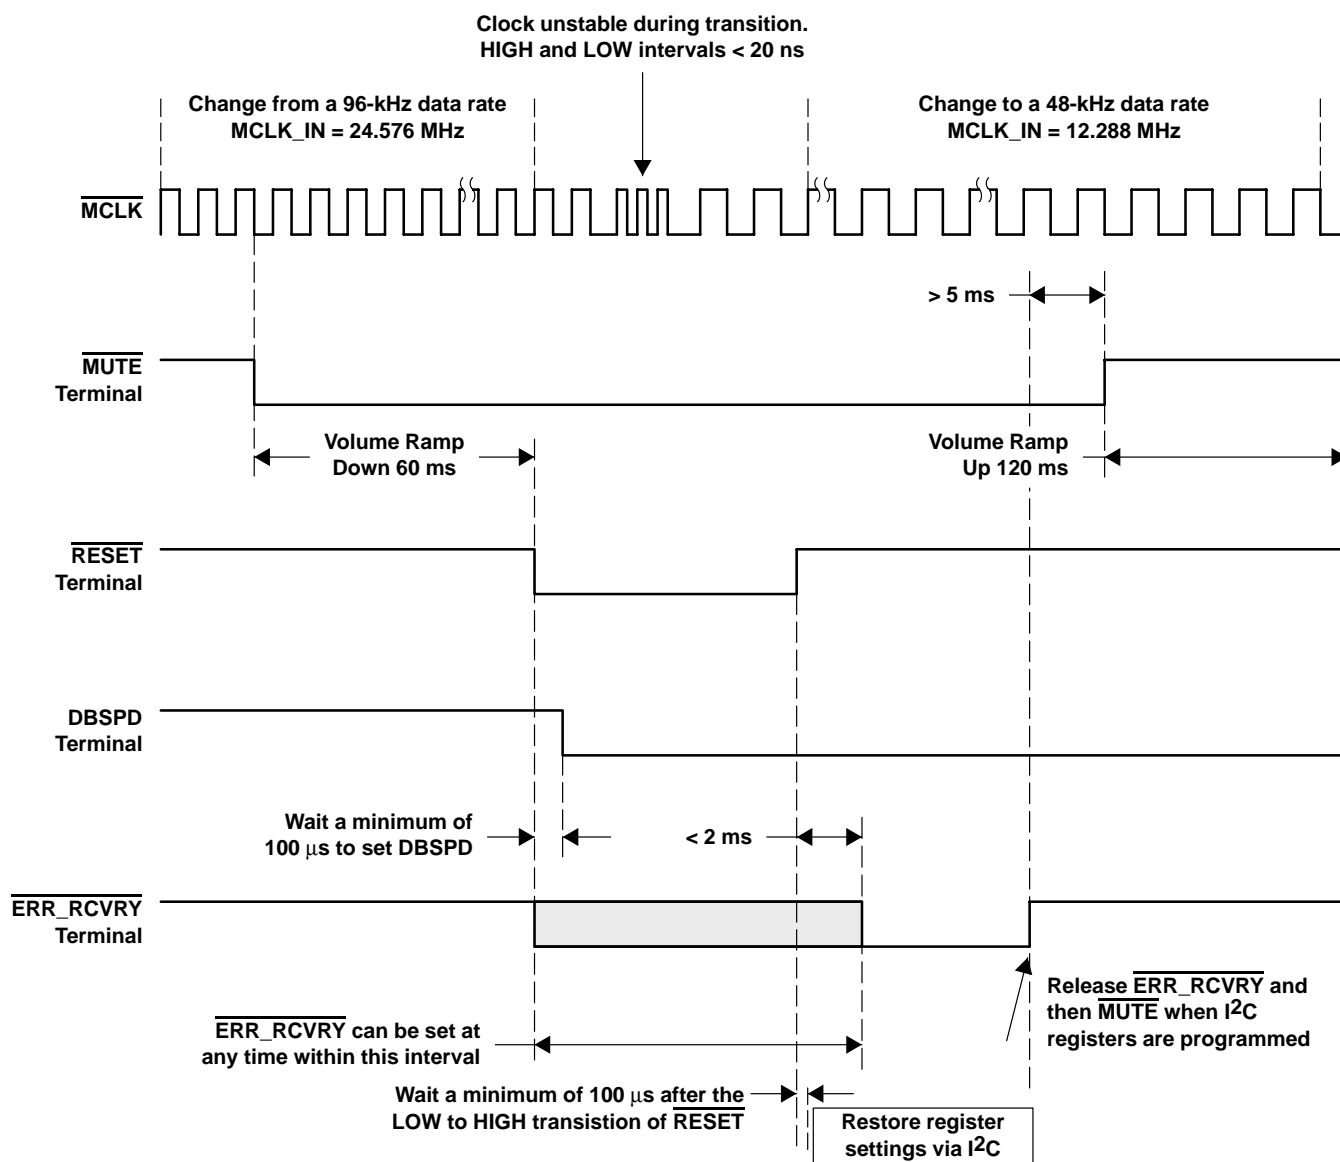 Clock unstable during transition.
HIGH and LOW intervals < 20 ns
Change from a 96-kHz data rate
MCLK_IN = 24.576 MHz
Change to a 48-kHz data rate
MCLK_IN = 12.288 MHz
MCLK
> 5 ms
MUTE
Terminal
Volume Ramp
Down 60 ms
Volume Ramp
Up 120 ms
RESET
Terminal
DBSPD
Terminal
Wait a minimum of
100 μs to set DBSPD
< 2 ms
ERR_RCVRY
Terminal
Release ERR_RCVRY and
then MUTE when I2C
registers are programmed
ERR_RCVRY can be set at
any time within this interval
Wait a minimum of 100 μs after the
LOW to HIGH transistion of RESET
Restore register
settings via I2C